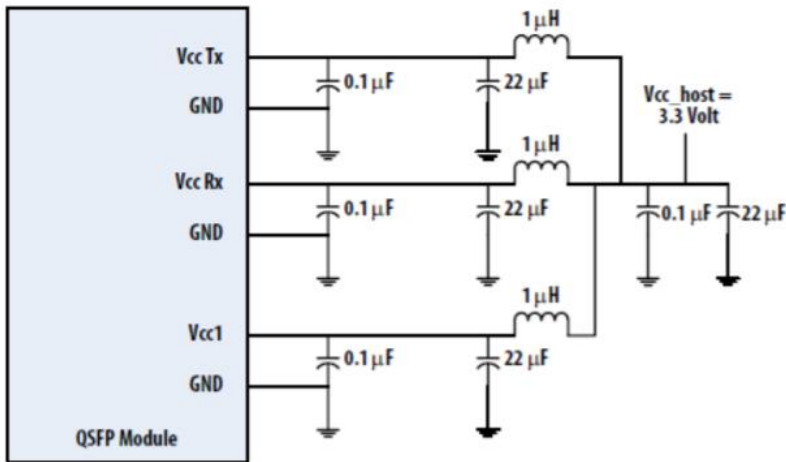 1 μH
Vcc Tx
0.1 μF
22 μF
GND
Vcc_host =
3.3 Volt
1 μH
Vcc Rx
0.1 μF
22 μF
0.1 μF
22 μF
GND
1 μH
Vcc1
0.1 μF
22 μF
GND
QSFP Module